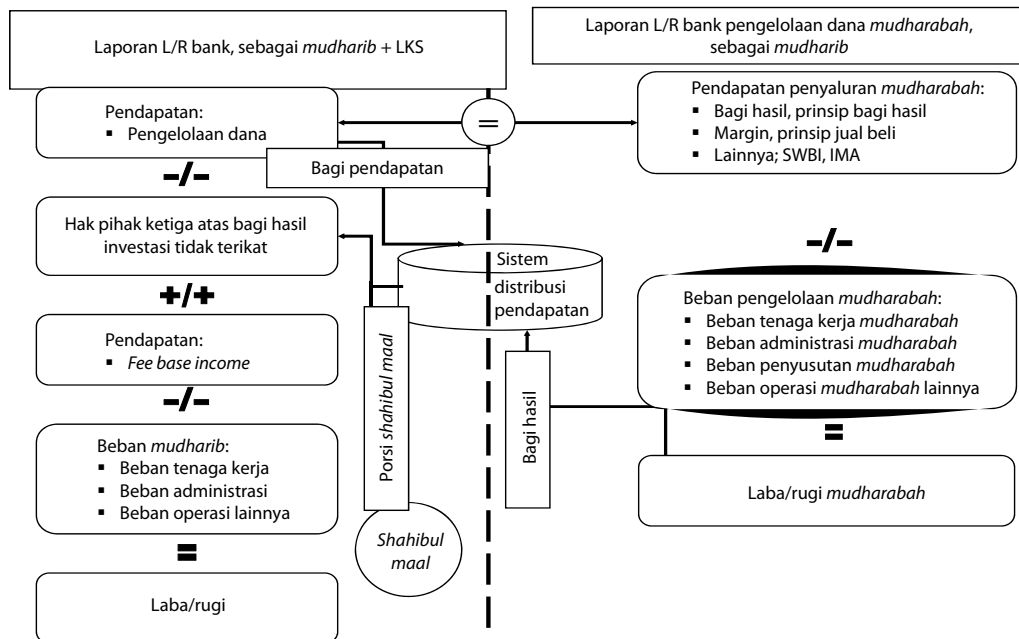 Laporan L/R bank, sebagai mudharib + LKS
Pendapatan:
▪ Pengelolaan dana
-/-
Hak pihak ketiga atas bagi hasil
investasi tidak terikat
+/+
Pendapatan:
▪ Fee base income
-/-
Beban mudharib:
▪ Beban tenaga kerja
▪ Beban administrasi
▪ Beban operasi lainnya
=
Laba/rugi
=
Bagi pendapatan
Sistem
distribusi
pendapatan
Porsi shahibul maal
Shahibul
maal
Bagi hasil
Laporan L/R bank pengelolaan dana mudharabah,
sebagai mudharib
Pendapatan penyaluran mudharabah:
▪ Bagi hasil, prinsip bagi hasil
▪ Margin, prinsip jual beli
▪ Lainnya; SWBI, IMA
-/-
Beban pengelolaan mudharabah:
▪ Beban tenaga kerja mudharabah
▪ Beban administrasi mudharabah
▪ Beban penyusutan mudharabah
▪ Beban operasi mudharabah lainnya
=
Laba/rugi mudharabah